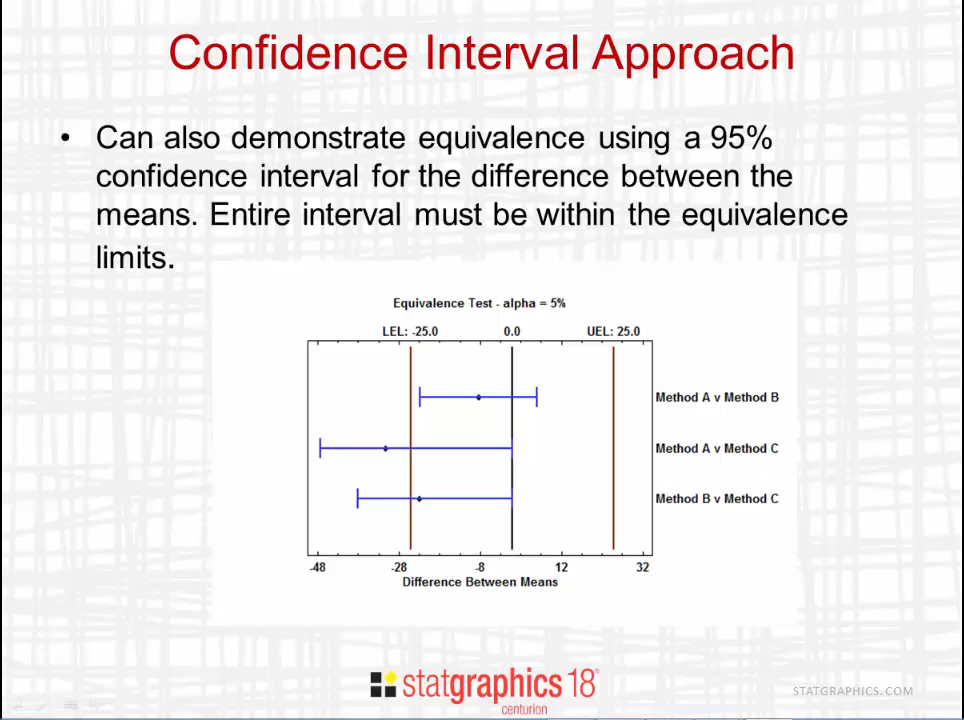 Confidence Interval Approach
• Can also demonstrate equivalence using a 95%
confidence interval for the difference between the
means. Entire interval must be within the equivalence
limits.
Equivalence Test - alpha = 5%
LEL: -25.0 0.0 UEL: 25.0
Method A v Method B
Method A v Method C
Method B v Method C
-48 -28 -8 12 32
Difference Between Means
statgraphics 18®
centurion
STATGRAPHICS.COM